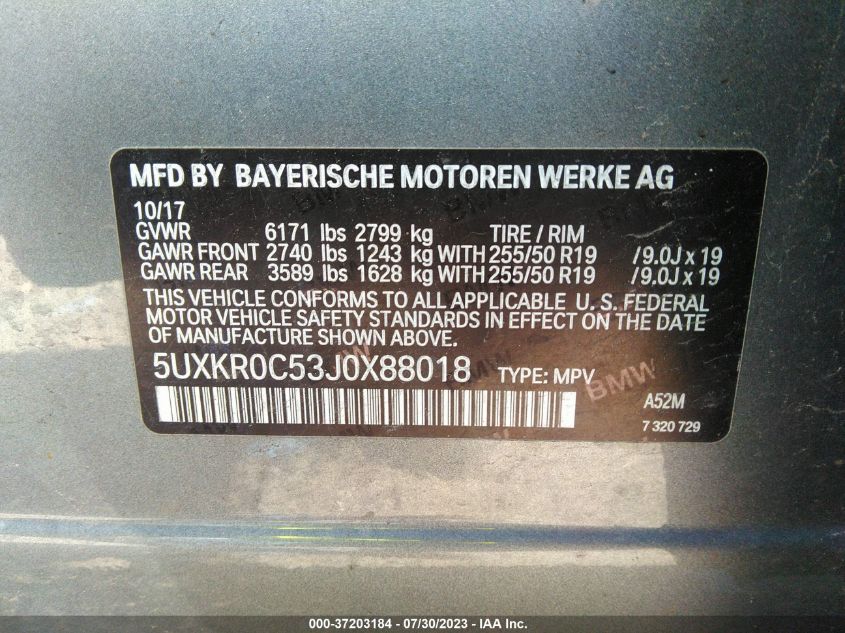 MFD BY BAYERISCHE MOTOREN WERKE AG
10/17
GVWR 6171 lbs 2799 kg TIRE / RIM
GAWR FRONT 2740 lbs 1243 kg WITH 255/50 R19 /9.0J x 19
GAWR REAR 3589 lbs 1628 kg WITH 255/50 R19 /9.0J x 19
THIS VEHICLE CONFORMS TO ALL APPLICABLE U. S. FEDERAL
MOTOR VEHICLE SAFETY STANDARDS IN EFFECT ON THE DATE
OF MANUFACTURE SHOWN ABOVE.
5UXKR0C53J0X88018 TYPE: MPV
BMW
A52M
7 320 729
000-37203184 / 07/30/2023 - IAA Inc.